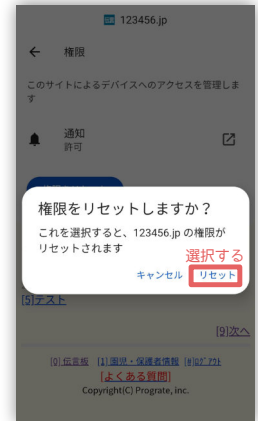 123456.jp
← 権限
このサイトによるデバイスへのアクセスを管理しま
す
通知
許可
権限をリセットしますか？
これを選択すると、123456.jp の権限が
リセットされます
選択する
キャンセル リセット
[5]テスト
[9]次へ
[0]伝言板 [1]園児・保護者情報 [#]ﾛｸﾞｱｳﾄ
[よくある質問]
Copyright(C) Prograte, inc.